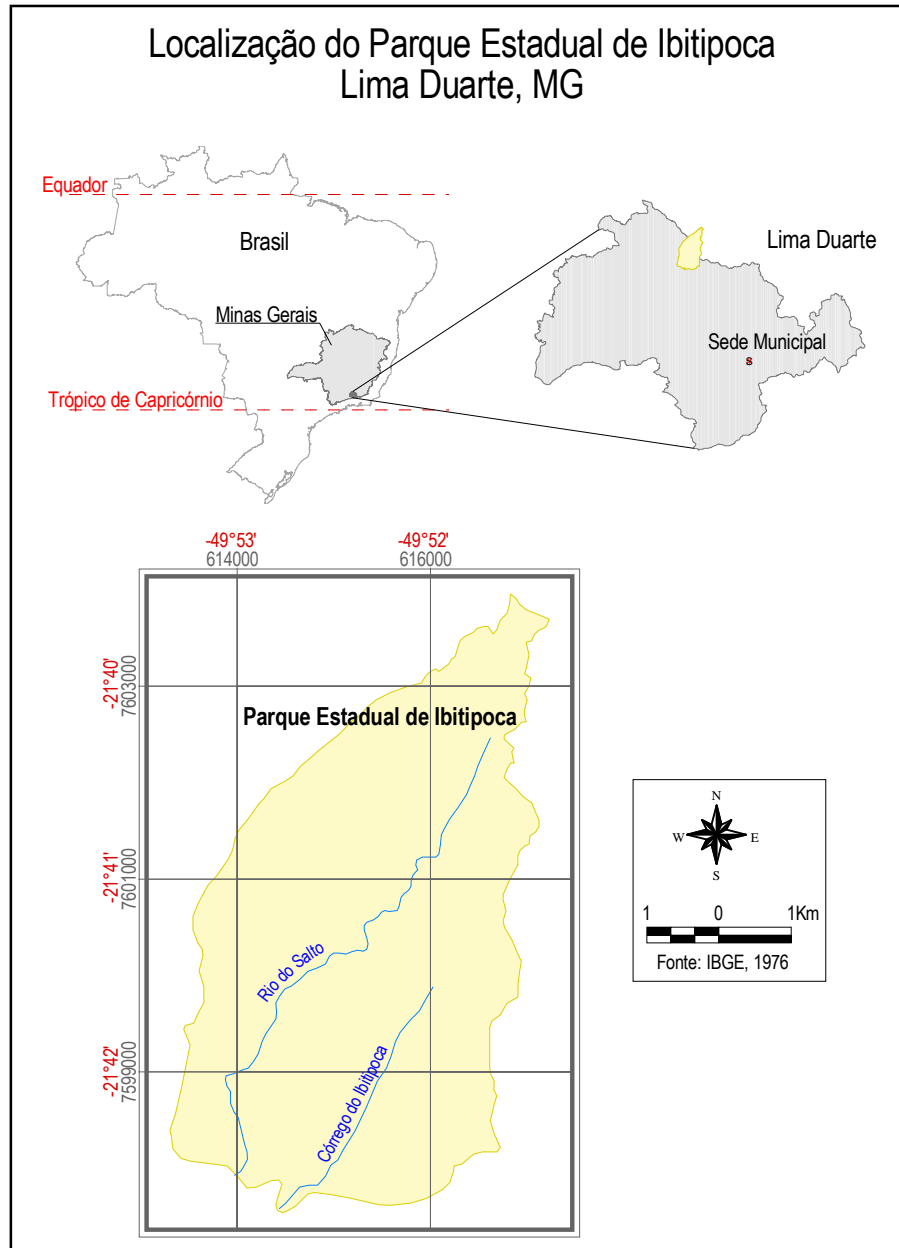 Localização do Parque Estadual de Ibitipoca
Lima Duarte, MG
Equador
Brasil
Lima Duarte
Minas Gerais
Sede Municipal
S
Trópico de Capricórnio
-49°53'
-49°52'
614000
616000
-21°40'
7603000
Parque Estadual de Ibitipoca
-21°41'
7601000
Rio do Salto
-21°42'
7599000
Córrego do Ibitipoca
N
W
E
S
1 0 1Km
Fonte: IBGE, 1976